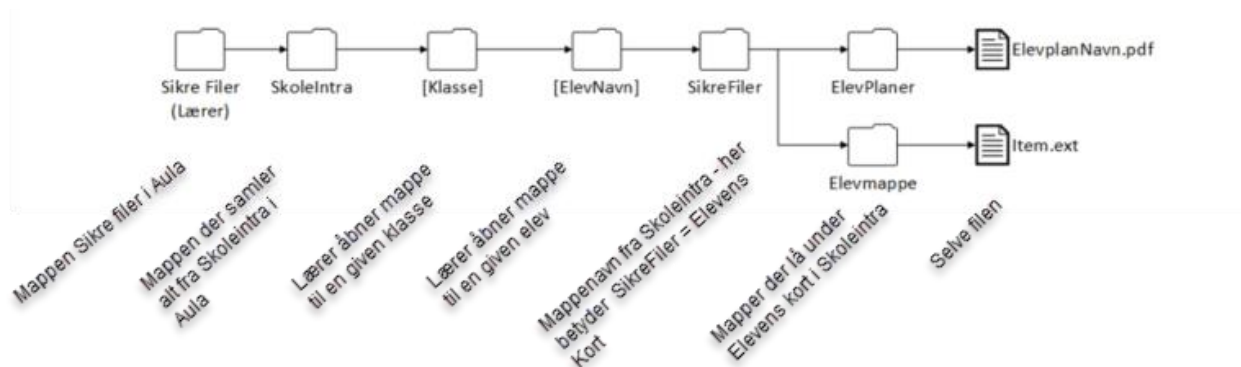 Sikre Filer
(Lærer)
SkoleIntra
[Klasse]
[ElevNavn]
SikreFiler
ElevPlaner
ElevplanNavn.pdf
Elevmappe
Item.ext
Mappen Sikre filer i Aula
Mappen der samler
alt fra Skoleintra i
Aula
Lærer åbner mappe
til en given klasse
Lærer åbner mappe
til en given elev
Mappenavn fra Skoleintra - her
betyder SikreFiler = Elevens
Kort
Mapper der lå under
Elevens kort i Skoleintra
Selve filen